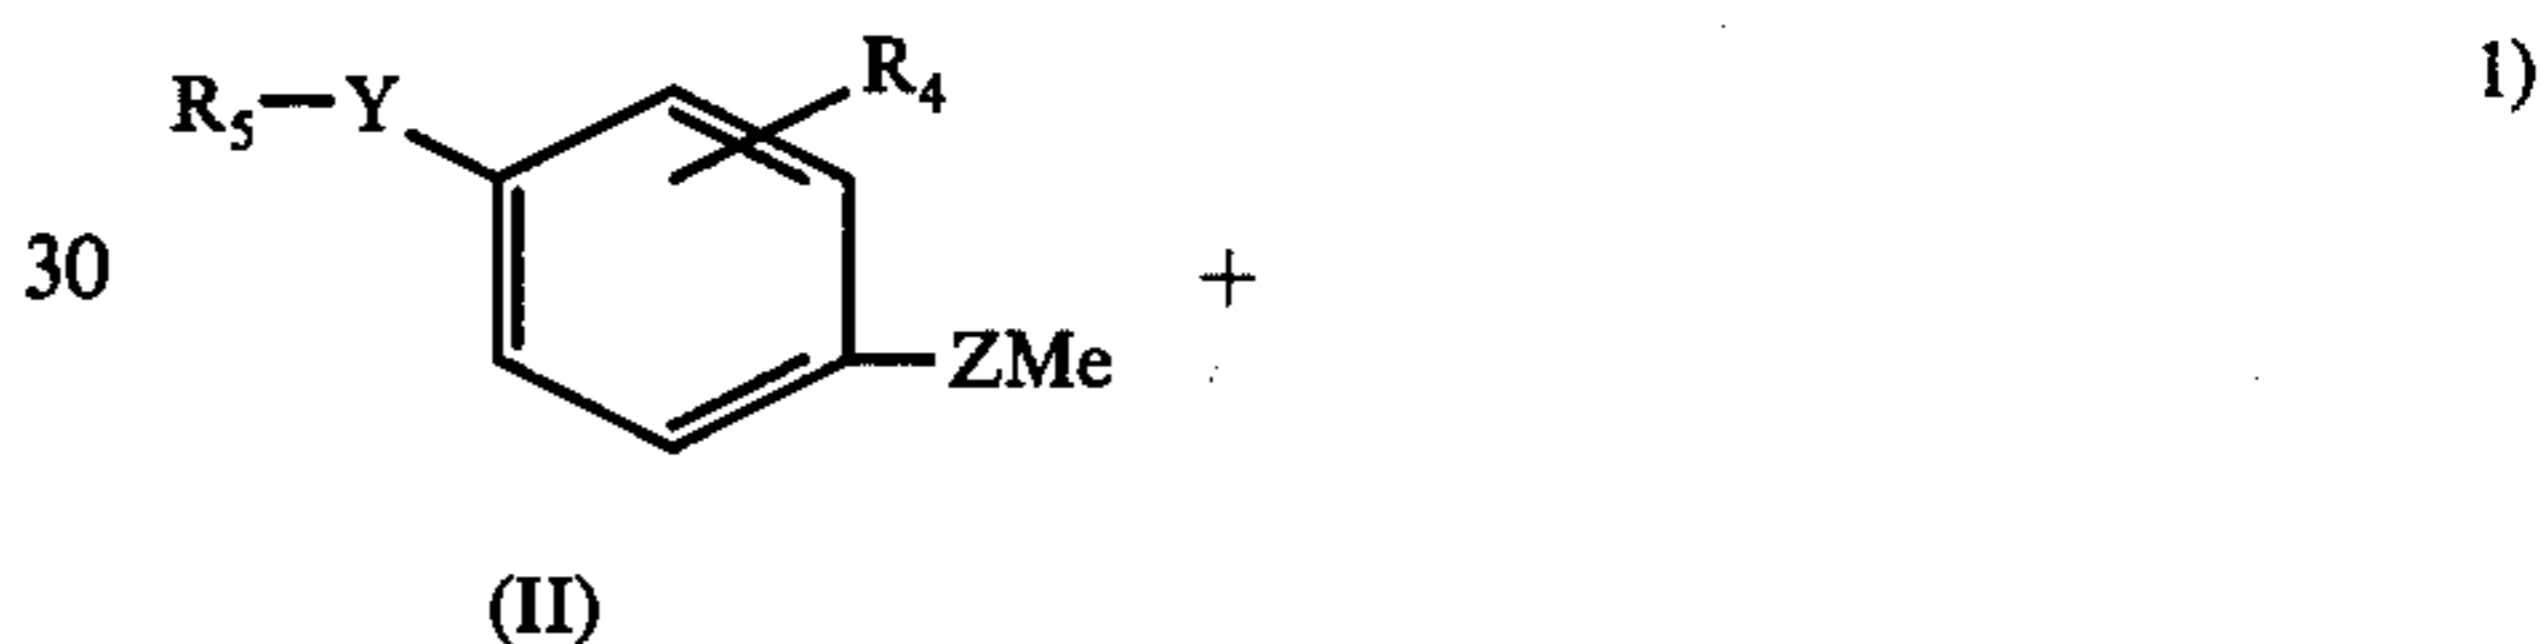 R4 1)
R5—Y
30 +
ZMe
(II)